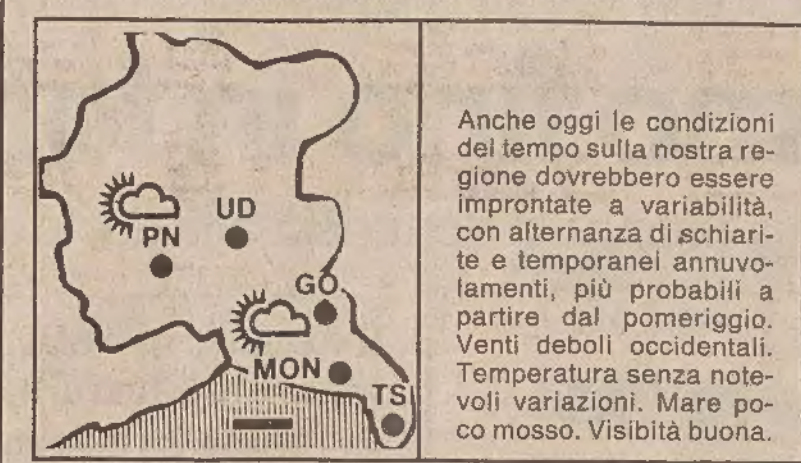 UD
PN
GO
MON
TS
Anche oggi le condizioni
del tempo sulla nostra re-
gione dovrebbero essere
improntate a variabilità,
con alternanza di schiari-
te e temporanei annuvo-
lamenti, più probabili a
partire dal pomeriggio.
Venti deboli occidentali.
Temperatura senza note-
voli variazioni. Mare po-
co mosso. Visibità buona.